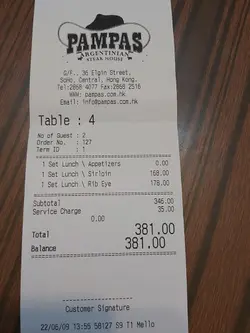 PAMPAS
ARGENTINIAN
STEAK HOUSE
G/F., 36 Elgin Street,
SoHo, Central, Hong Kong.
Tel:2868 4077 Fax:2868 2516
WWW: pampas.com.hk
Email: info@pampas.com.hk
Table : 4
No of Guest : 2
Order No. : 127
Term ID : 1
1 Set Lunch \ Appetizers 0.00
1 Set Lunch \ Sirloin 168.00
1 Set Lunch \ Rib Eye 178.00
Subtotal 346.00
Service Charge 35.00
0.00
Total 381.00
Balance 381.00
Customer Signature
22/06/09 13:55 58127 S9 Ti Mello